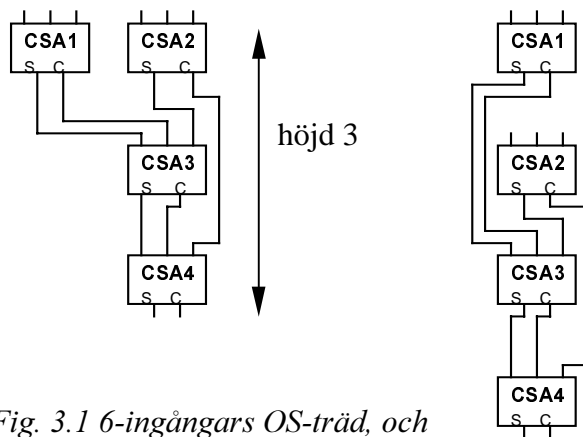 CSA1 CSA2 CSA1
S C S C S C
höjd 3
CSA3 CSA2
S C S C
CSA4 CSA3
S C S C
CSA4
S C
Fig. 3.1 6-ingångars OS-träd, och